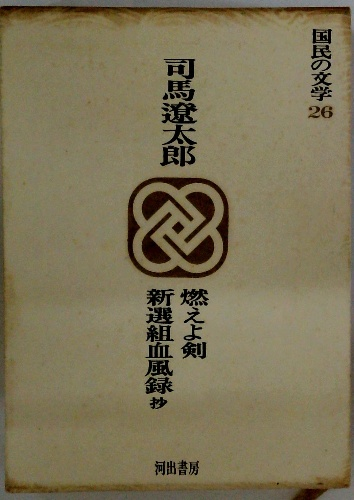 国民の文学
26
司馬遼太郎
燃えよ剣
新選組血風録 抄
河出書房